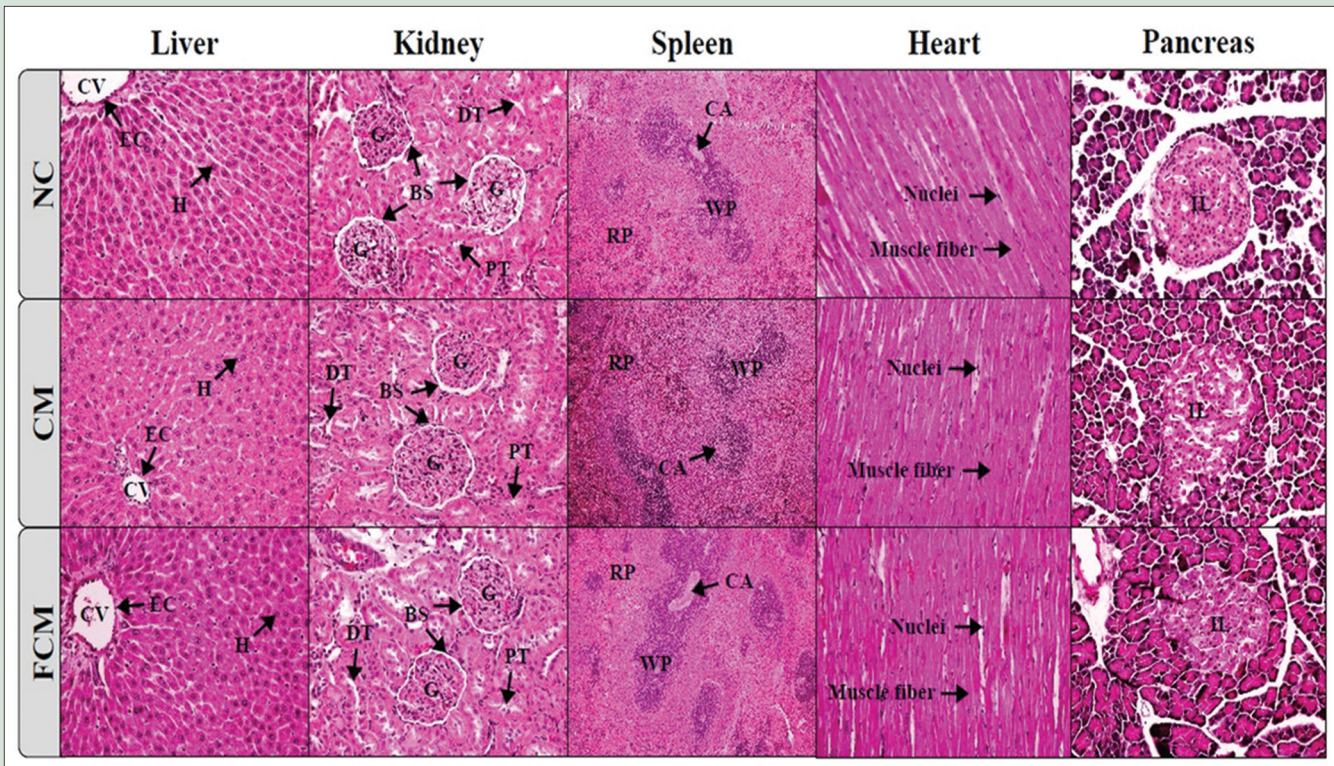 Liver Kidney Spleen Heart Pancreas
NC
CV
EC
H
G
DT
BS
G
G
PT
CA
WP
RP
Nuclei
Muscle fiber
IL
CM
H
EC
CV
G
DT
BS
G
PT
RP
WP
CA
Nuclei
Muscle fiber
IL
FCM
CV
EC
H
G
BS
DT
PT
G
RP
CA
WP
Nuclei
Muscle fiber
IL